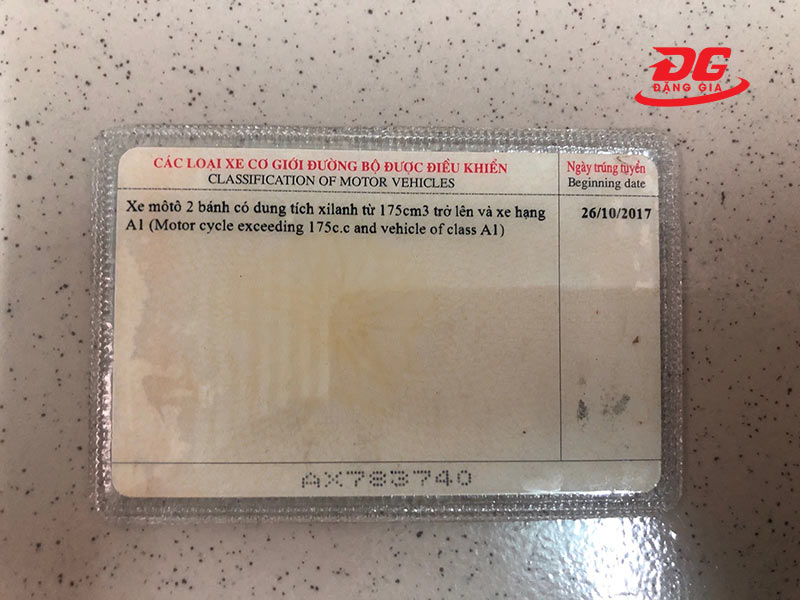 ĐG
ĐẶNG GIA
CÁC LOẠI XE CƠ GIỚI ĐƯỜNG BỘ ĐƯỢC ĐIỀU KHIỂN
CLASSIFICATION OF MOTOR VEHICLES
Ngày trúng tuyển
Beginning date
Xe môtô 2 bánh có dung tích xilanh từ 175cm3 trở lên và xe hạng
A1 (Motor cycle exceeding 175c.c and vehicle of class A1)
26/10/2017
AX783740